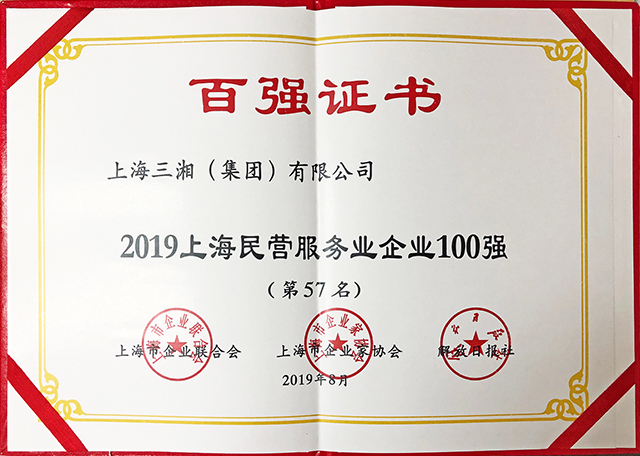 百强证书
上海三湘（集团）有限公司
2019上海民营服务业企业100强
（第57名）
上海市企业联合会 上海市企业家协会 解放日报社
2019年8月